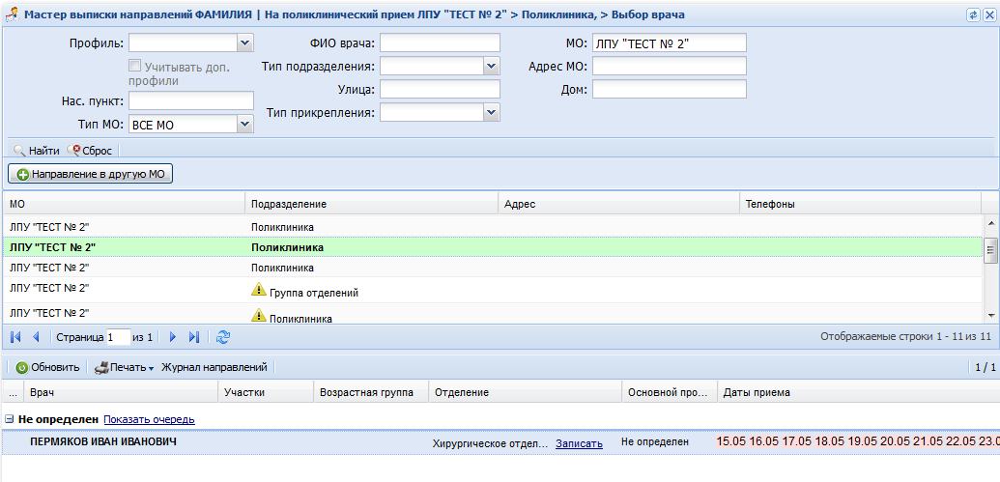 Мастер выписки направлений ФАМИЛИЯ | На поликлинический прием ЛПУ "ТЕСТ № 2" > Поликлиника, > Выбор врача
Профиль: ФИО врача: МО: ЛПУ "ТЕСТ № 2"
Учитывать доп. профили
Тип подразделения: Адрес МО:
Улица: Дом:
Нас. пункт:
Тип прикрепления:
Тип МО: ВСЕ МО
Найти Сброс
Направление в другую МО
МО Подразделение Адрес Телефоны
ЛПУ "ТЕСТ № 2" Поликлиника
ЛПУ "ТЕСТ № 2" Поликлиника
ЛПУ "ТЕСТ № 2" Поликлиника
ЛПУ "ТЕСТ № 2" Группа отделений
ЛПУ "ТЕСТ № 2" Поликлиника
Страница 1 из 1 Отображаемые строки 1 - 11 из 11
Обновить Печать Журнал направлений 1 / 1
... Врач Участки Возрастная группа Отделение Основной про... Даты приема
Не определен Показать очередь
ПЕРМЯКОВ ИВАН ИВАНОВИЧ Хирургическое отдел... Записать Не определен 15.05 16.05 17.05 18.05 19.05 20.05 21.05 22.05 23.0